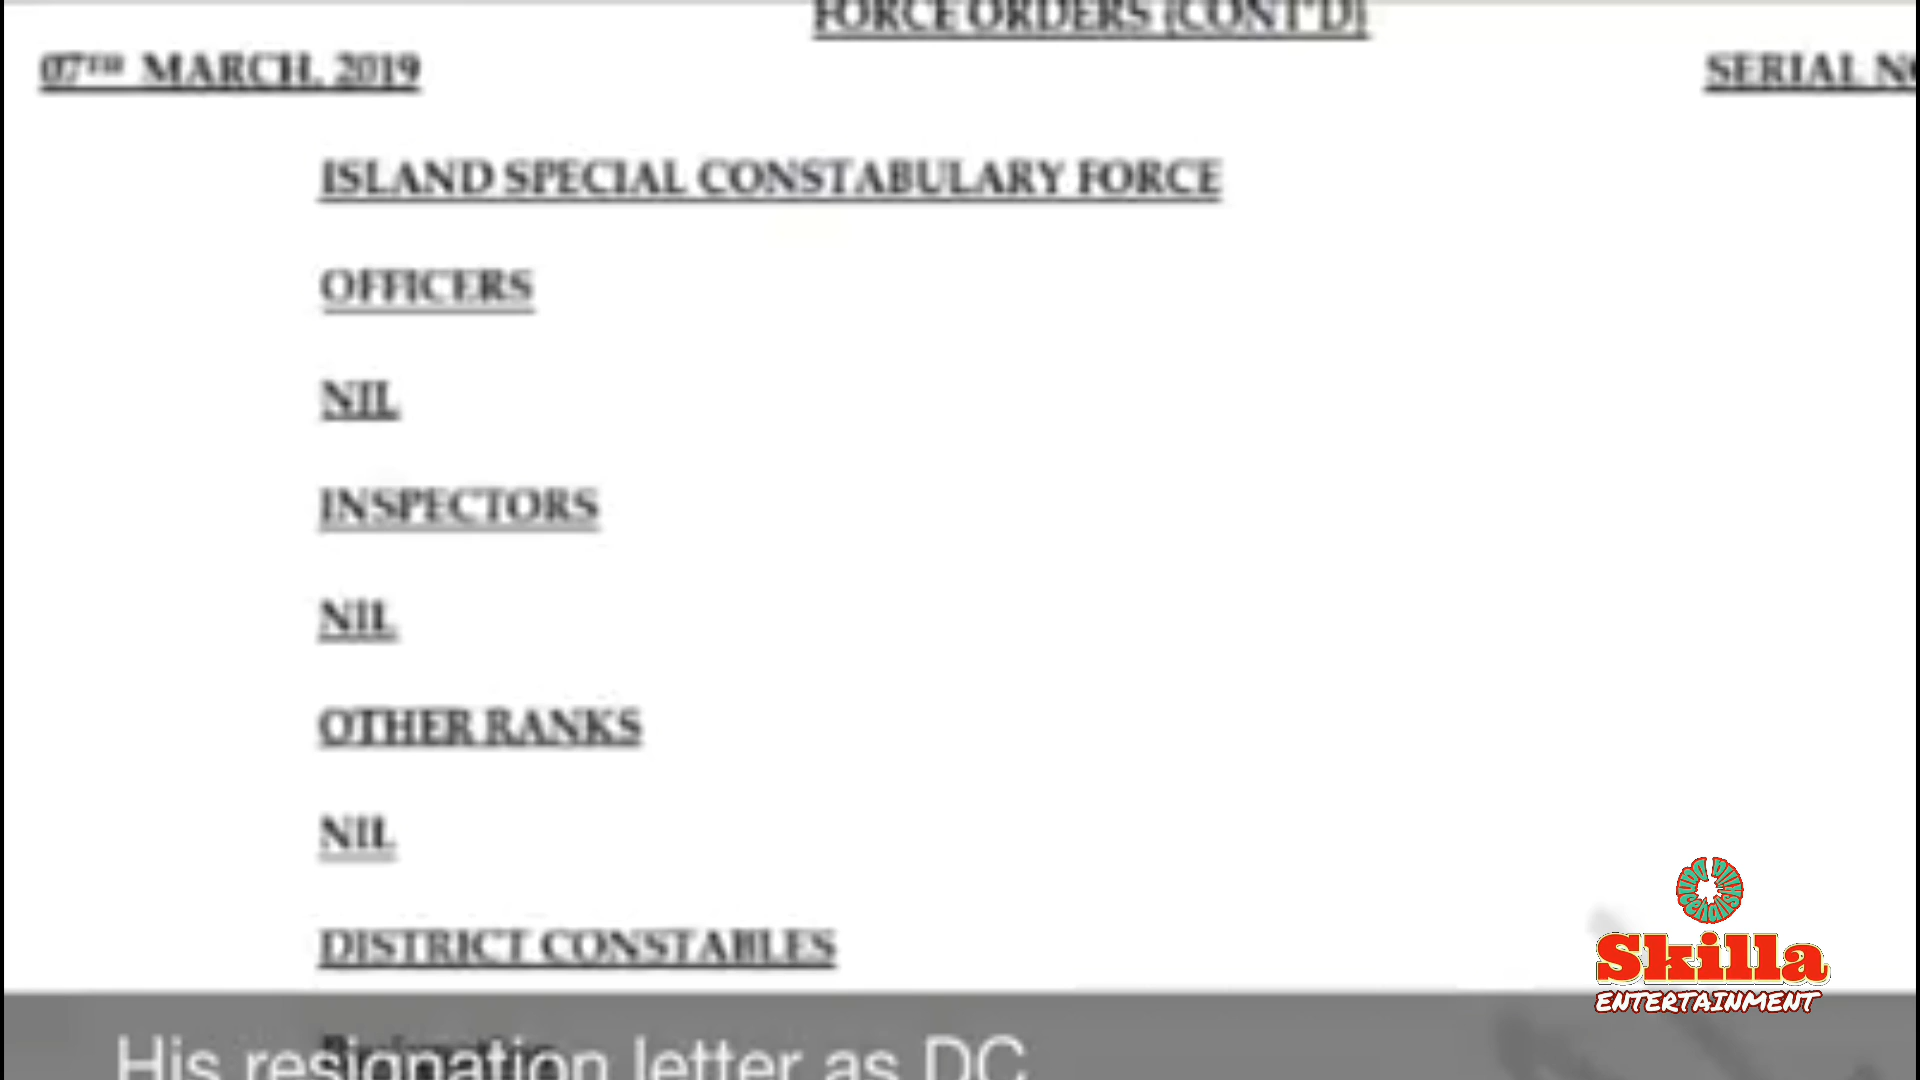 FORCE ORDERS (CONT'D)
07TH MARCH, 2019
SERIAL NO
ISLAND SPECIAL CONSTABULARY FORCE
OFFICERS
NIL
INSPECTORS
NIL
OTHER RANKS
NIL
DISTRICT CONSTABLES
His resignation letter as DC
Skilla
ENTERTAINMENT